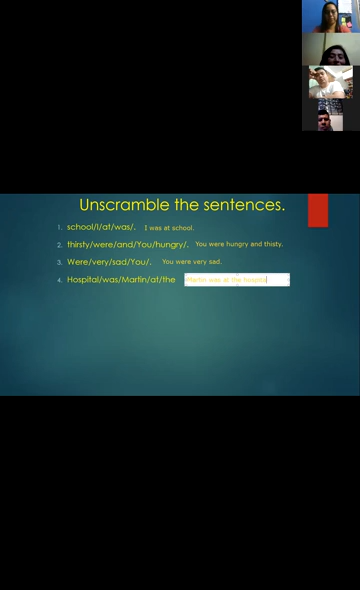 Unscramble the sentences.
1. school/I/at/was/. I was at school.
2. thirsty/were/and/You/hungry/. You were hungry and thisty.
3. Were/very/sad/You/. You were very sad.
4. Hospital/was/Martin/at/the Martin was at the hospita